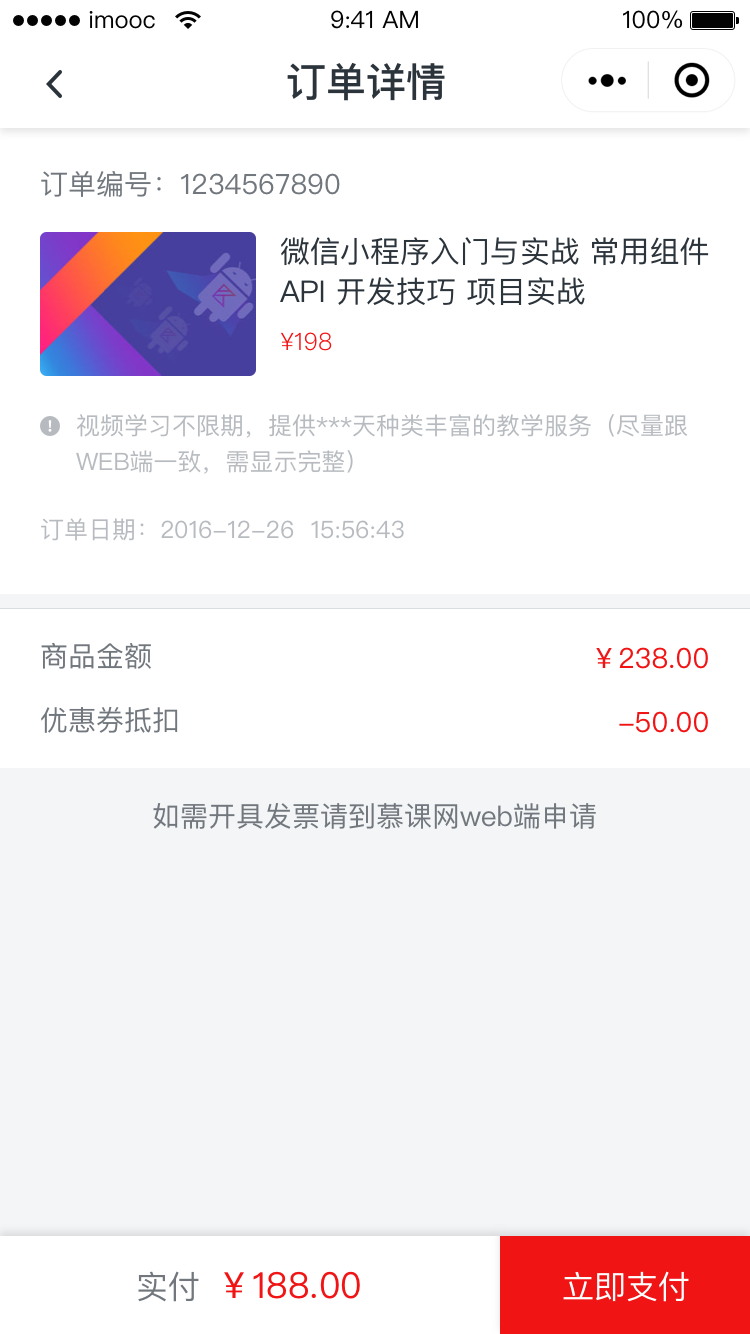 imooc 9:41 AM 100%
订单详情
订单编号：1234567890
微信小程序入门与实战 常用组件
API 开发技巧 项目实战
¥198
视频学习不限期，提供***天种类丰富的教学服务（尽量跟
WEB端一致，需显示完整）
订单日期：2016-12-26 15:56:43
商品金额 ¥ 238.00
优惠券抵扣 -50.00
如需开具发票请到慕课网web端申请
实付 ¥ 188.00 立即支付